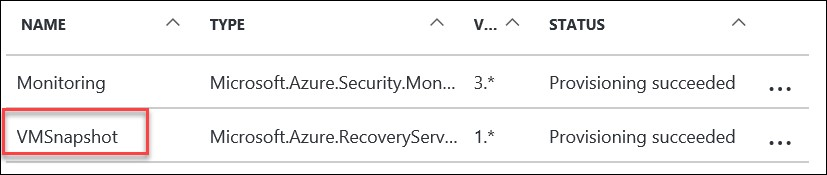 NAME TYPE V... STATUS
Monitoring Microsoft.Azure.Security.Mon... 3.* Provisioning succeeded ...
VMSnapshot Microsoft.Azure.RecoveryServ... 1.* Provisioning succeeded ...